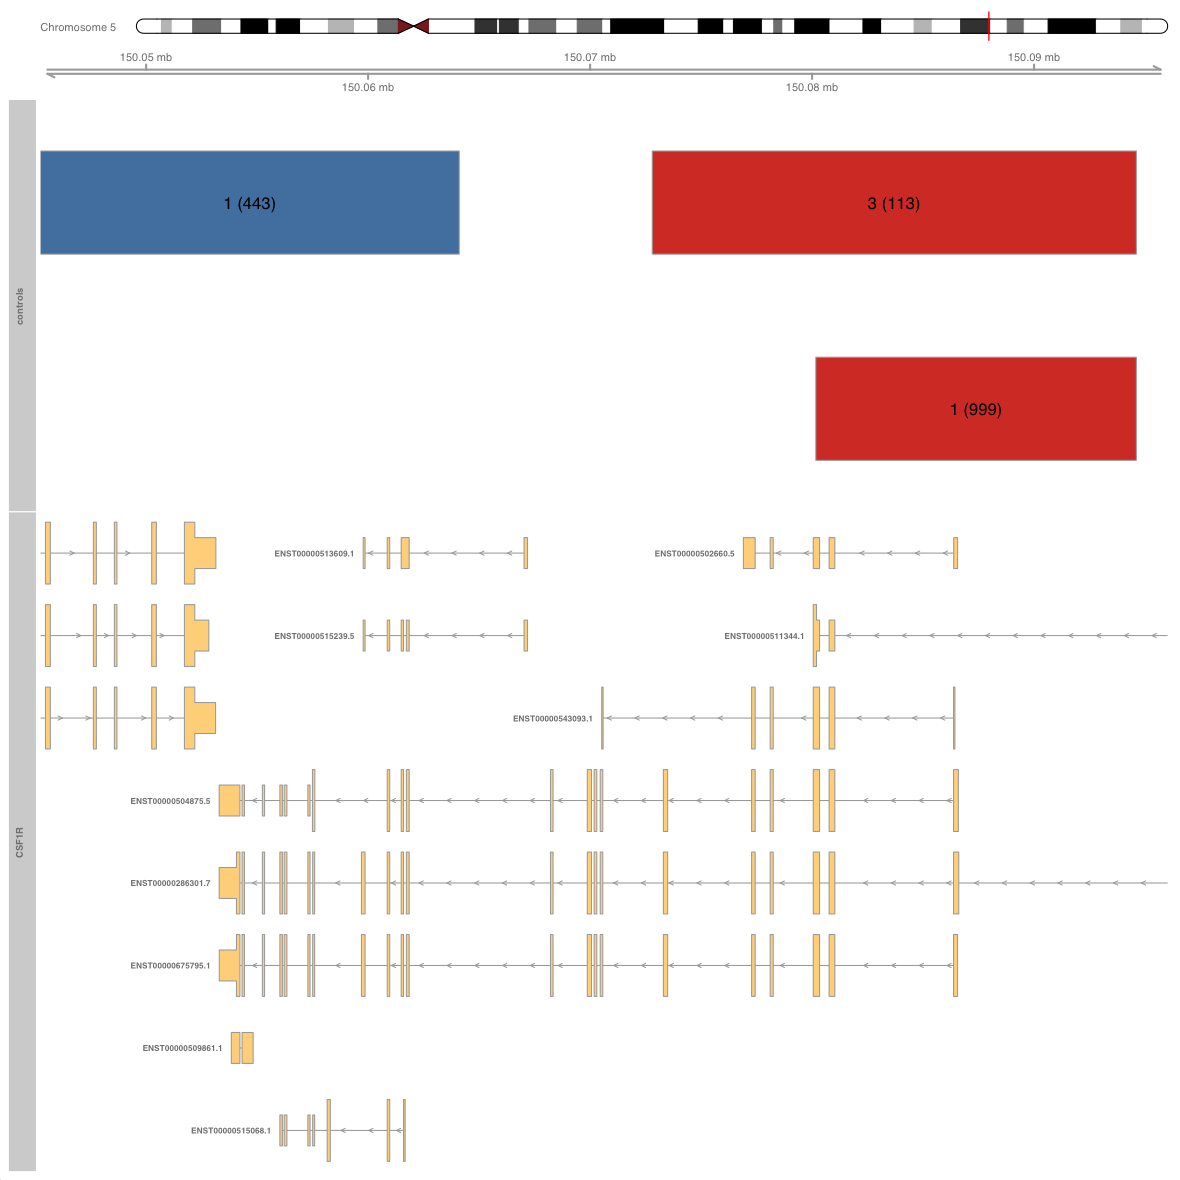 Chromosome 5
150.05 mb
150.07 mb
150.09 mb
150.06 mb
150.08 mb
controls
1 (443)
3 (113)
1 (999)
CSF1R
ENST00000513609.1
ENST00000502660.5
ENST00000515239.5
ENST00000511344.1
ENST00000543093.1
ENST00000504875.5
ENST00000286301.7
ENST00000675795.1
ENST00000509861.1
ENST00000515068.1